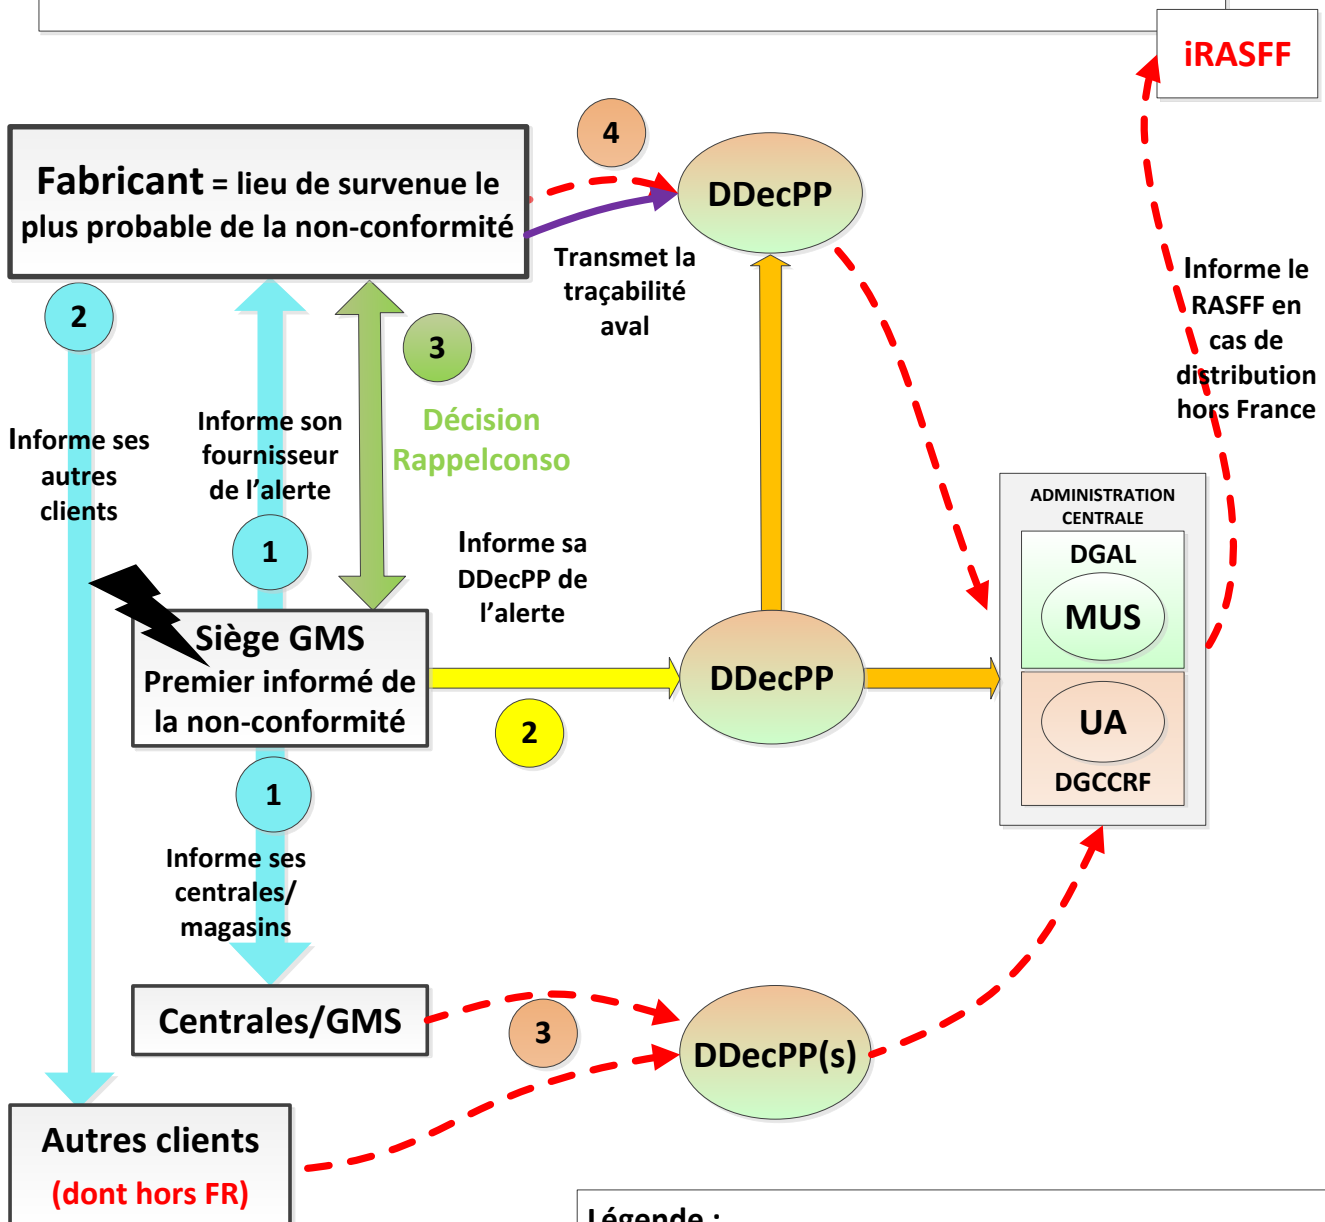 iRASFF
4
Fabricant = lieu de survenue le
plus probable de la non-conformité
DDecPP
Transmet la
traçabilité
aval
Informe le
RASFF en
cas de
distribution
hors France
2
3
Décision
Rappelconso
Informe son
fournisseur
de l’alerte
Informe ses
autres
clients
1
Informe sa
DDecPP de
l’alerte
ADMINISTRATION
CENTRALE
DGAL
MUS
UA
DGCCRF
Siège GMS
Premier informé de
la non-conformité
DDecPP
2
1
Informe ses
centrales/
magasins
Centrales/GMS
3
DDecPP(s)
Autres clients
(dont hors FR)
Légende :